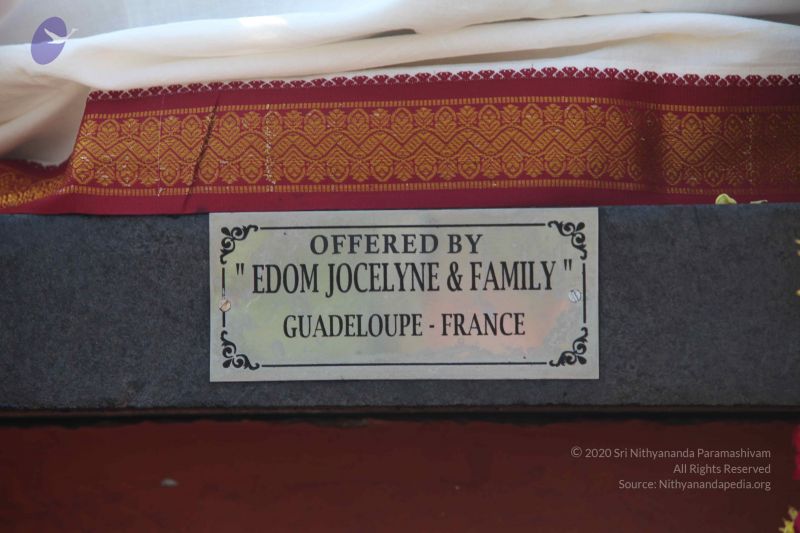 OFFERED BY
" EDOM JOCELYNE & FAMILY "
GUADELOUPE - FRANCE
© 2020 Sri Nithyananda Paramashivam
All Rights Reserved
Source: Nithyanandapedia.org